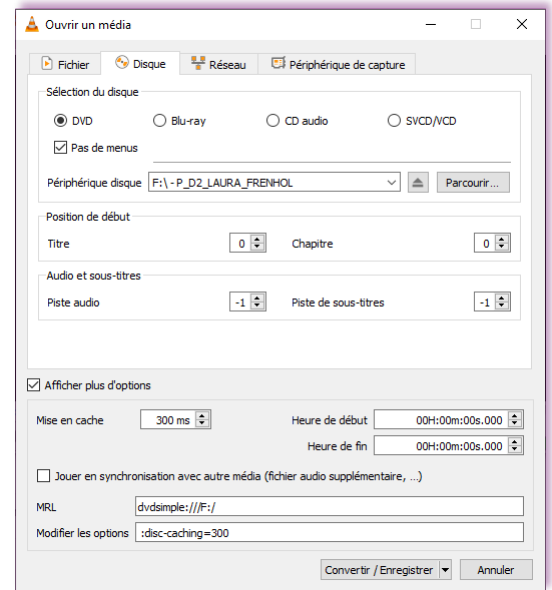 Ouvrir un média
Fichier Disque Réseau Périphérique de capture
Sélection du disque
DVD Blu-ray CD audio SVCD/VCD
Pas de menus
Périphérique disque F:\ - P_D2_LAURA_FRENHOL Parcourir...
Position de début
Titre 0 Chapitre 0
Audio et sous-titres
Piste audio -1 Piste de sous-titres -1
Afficher plus d'options
Mise en cache 300 ms Heure de début 00H:00m:00s.000
Heure de fin 00H:00m:00s.000
Jouer en synchronisation avec autre média (fichier audio supplémentaire, ...)
MRL dvdsimple:///F:/
Modifier les options :disc-caching=300
Convertir / Enregistrer Annuler